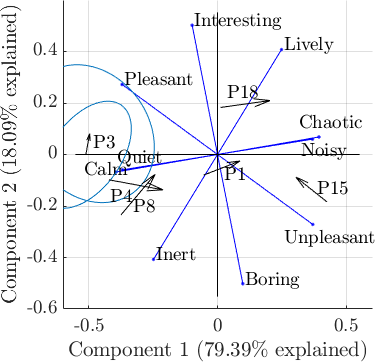 Interesting
Lively
0.4
Pleasant
P18
0.2
Chaotic
P3
Noisy
0
Quiet
Calm
P1
P4
P15
-0.2
P8
Unpleasant
Inert
-0.4
Boring
-0.6
-0.5
0
0.5
Component 1 (79.39% explained)
Component 2 (18.09% explained)